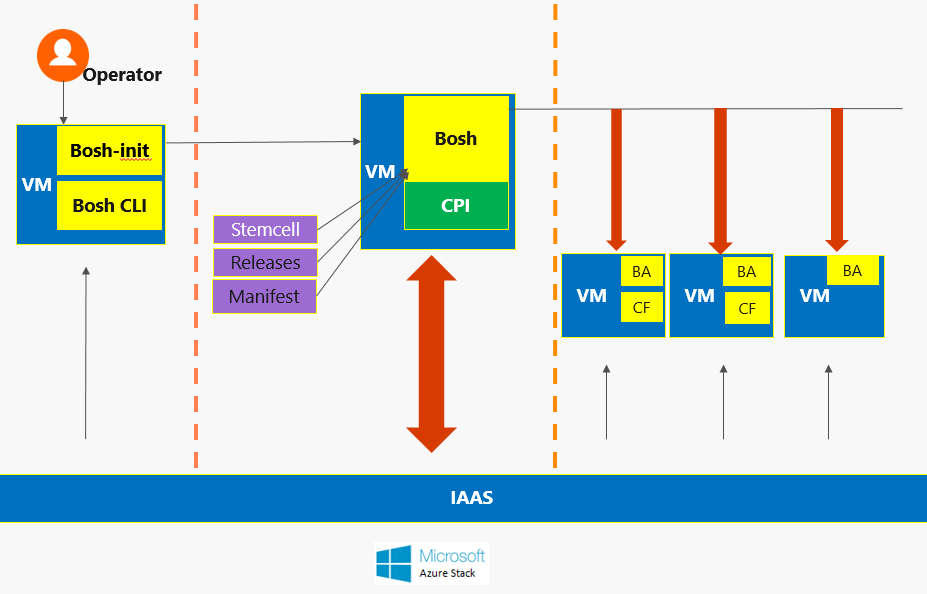 Operator
VM
Bosh-init
Bosh CLI
VM
Bosh
CPI
Stemcell
Releases
Manifest
VM
BA
CF
VM
BA
CF
VM
BA
IAAS
Microsoft
Azure Stack